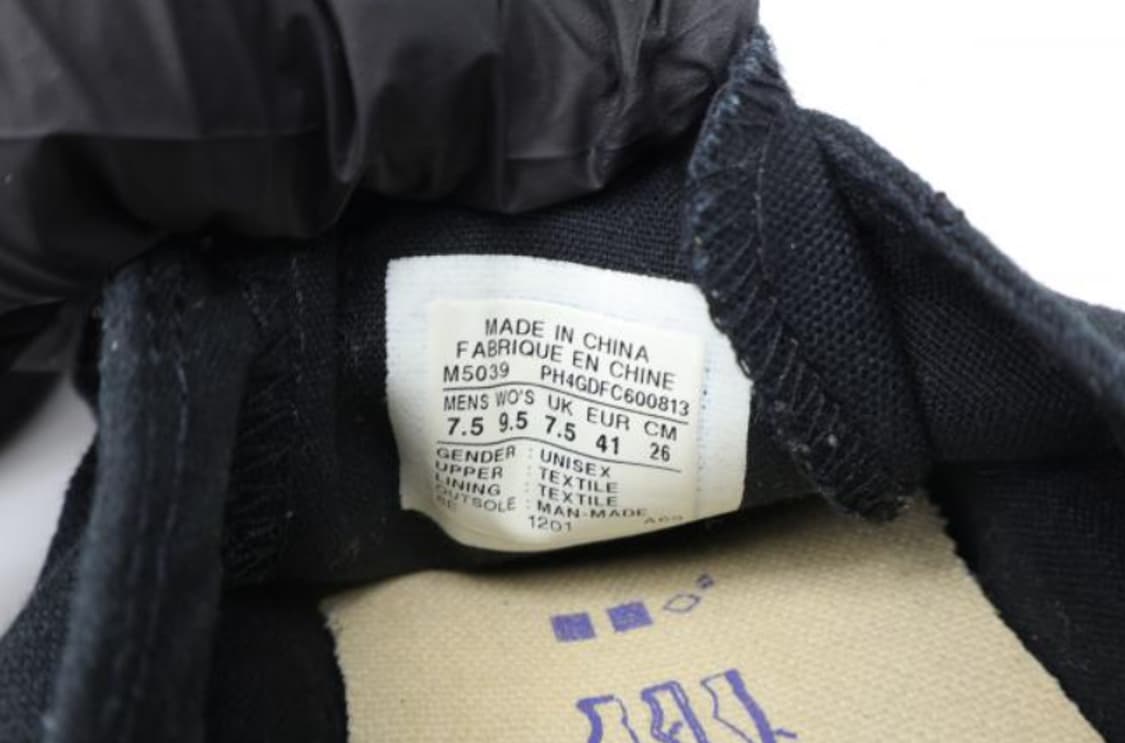 MADE IN CHINA
FABRIQUE EN CHINE
M5039 PH4GDFC600813
MENS WO'S UK EUR CM
7.5 9.5 7.5 41 26
GENDER : UNISEX
UPPER : TEXTILE
LINING : TEXTILE
OUTSOLE : MAN-MADE
1201